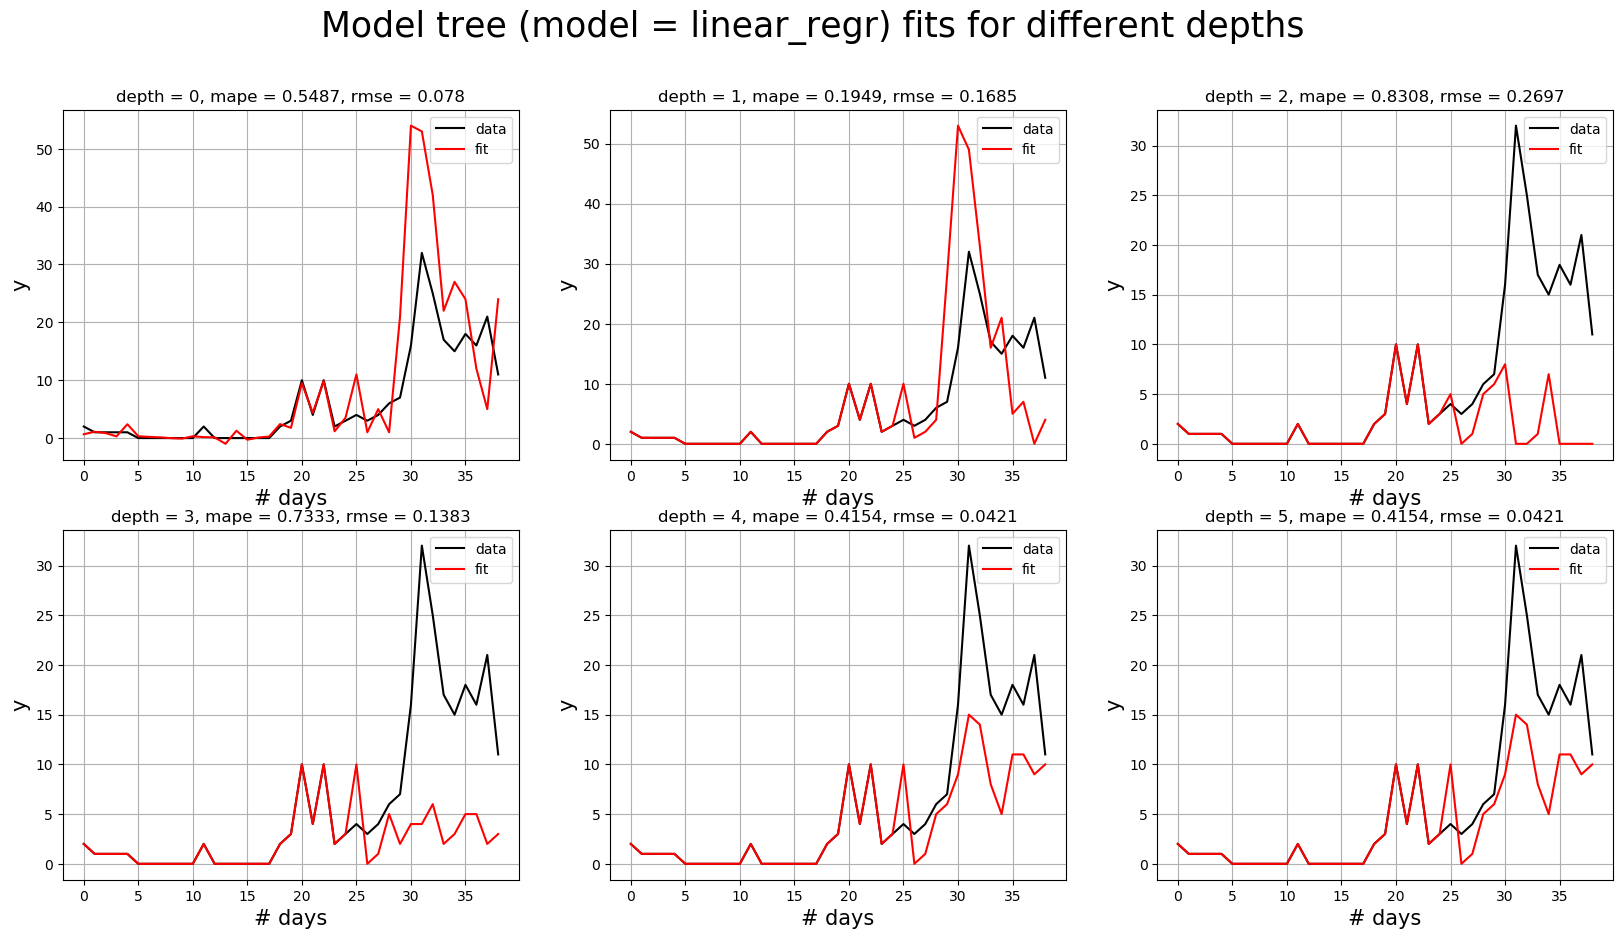 Model tree (model = linear_regr) fits for different depths
depth = 0, mape = 0.5487, rmse = 0.078
data
fit
50
40
30
20
10
0
y
0 5 10 15 20 25 30 35
# days
depth = 1, mape = 0.1949, rmse = 0.1685
data
fit
50
40
30
20
10
0
y
0 5 10 15 20 25 30 35
# days
depth = 2, mape = 0.8308, rmse = 0.2697
data
fit
30
25
20
15
10
5
0
y
0 5 10 15 20 25 30 35
# days
depth = 3, mape = 0.7333, rmse = 0.1383
data
fit
30
25
20
15
10
5
0
y
0 5 10 15 20 25 30 35
# days
depth = 4, mape = 0.4154, rmse = 0.0421
data
fit
30
25
20
15
10
5
0
y
0 5 10 15 20 25 30 35
# days
depth = 5, mape = 0.4154, rmse = 0.0421
data
fit
30
25
20
15
10
5
0
y
0 5 10 15 20 25 30 35
# days